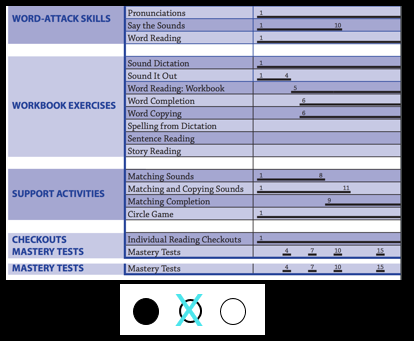 WORD-ATTACK SKILLS
Pronunciations 1
Say the Sounds 1 10
Word Reading 1
WORKBOOK EXERCISES
Sound Dictation 1
Sound It Out 1 4
Word Reading: Workbook 5
Word Completion 6
Word Copying 6
Spelling from Dictation
Sentence Reading
Story Reading
SUPPORT ACTIVITIES
Matching Sounds 1 8
Matching and Copying Sounds 1 11
Matching Completion 9
Circle Game 1
CHECKOUTS Individual Reading Checkouts 1
MASTERY TESTS Mastery Tests 4 7 10 15
MASTERY TESTS Mastery Tests 4 7 10 15
X